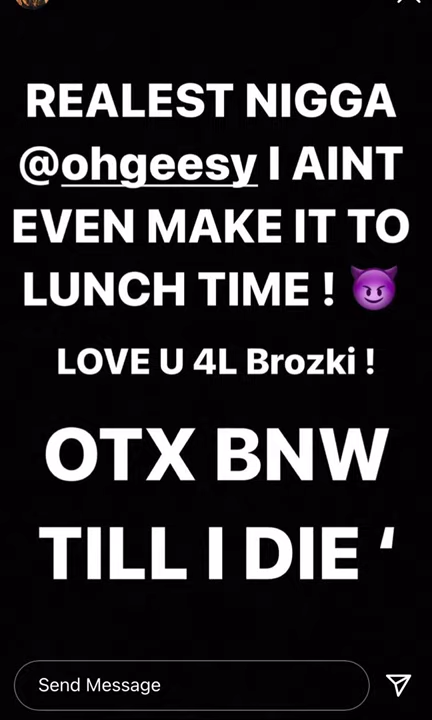 REALEST NIGGA
@ohgeesy I AINT
EVEN MAKE IT TO
LUNCH TIME ! 😈
LOVE U 4L Brozki !
OTX BNW
TILL I DIE ‘
Send Message